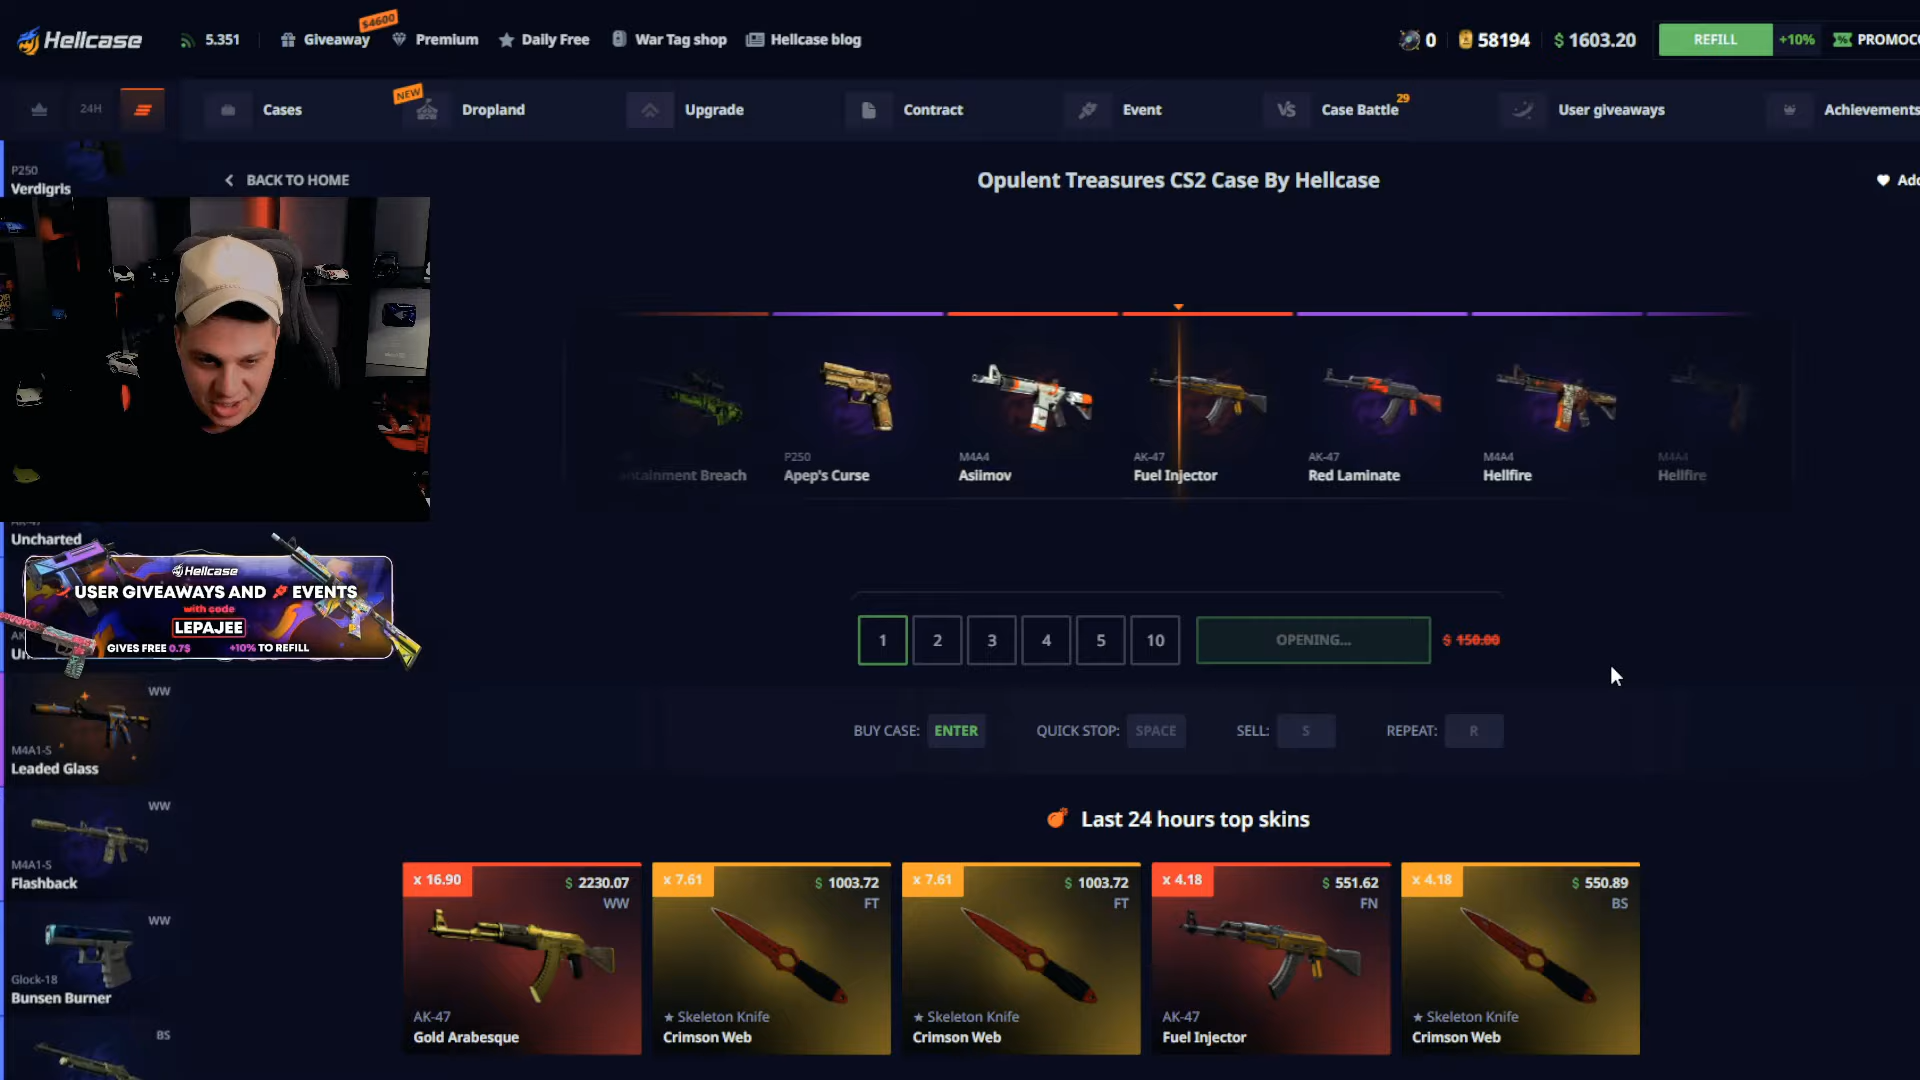 Hellcase
5.351
Giveaway
$4600
Premium
Daily Free
War Tag shop
Hellcase blog
0
58194
$ 1603.20
REFILL
+10%
24H
Cases
NEW
Dropland
Upgrade
Contract
Event
VS
Case Battle
29
User giveaways
Achievements
P250
Verdigris
BACK TO HOME
Opulent Treasures CS2 Case By Hellcase
ntainment Breach
P250
Apep's Curse
M4A4
Asiimov
AK-47
Fuel Injector
AK-47
Red Laminate
M4A4
Hellfire
M4A4
Hellfire
Uncharted
Hellcase
USER GIVEAWAYS AND EVENTS
with code
LEPAJEE
GIVES FREE 0.7$ +10% TO REFILL
1
2
3
4
5
10
OPENING...
$ 150.00
BUY CASE: ENTER
QUICK STOP: SPACE
SELL: S
REPEAT: R
WW
M4A1-S
Leaded Glass
WW
M4A1-S
Flashback
WW
Glock-18
Bunsen Burner
BS
Last 24 hours top skins
x 16.90
$ 2230.07
WW
AK-47
Gold Arabesque
x 7.61
$ 1003.72
FT
★ Skeleton Knife
Crimson Web
x 7.61
$ 1003.72
FT
★ Skeleton Knife
Crimson Web
x 4.18
$ 551.62
FN
AK-47
Fuel Injector
x 4.18
$ 550.89
BS
★ Skeleton Knife
Crimson Web